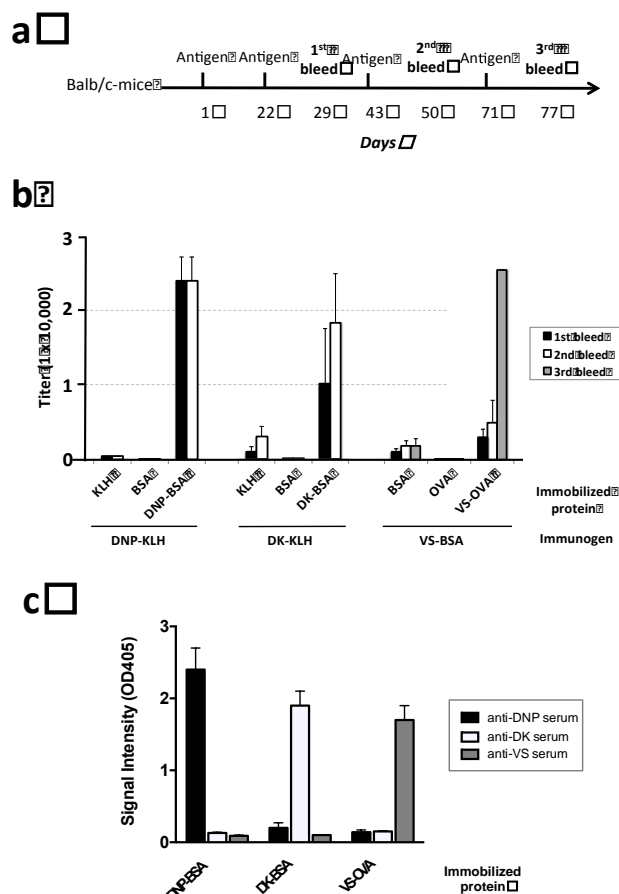 a
Antigen Antigen 1st bleed Antigen 2nd bleed Antigen 3rd bleed
Balb/c-mice
1 22 29 43 50 71 77
Days
b
3
2
1
0
Titer (1 x 10,000)
1st bleed
2nd bleed
3rd bleed
KLH BSA DNP-BSA KLH BSA DK-BSA BSA OVA VS-OVA
Immobilized protein
DNP-KLH DK-KLH VS-BSA Immunogen
c
3
2
1
0
Signal Intensity (OD405)
anti-DNP serum
anti-DK serum
anti-VS serum
DNP-BSA DK-BSA VS-OVA
Immobilized protein